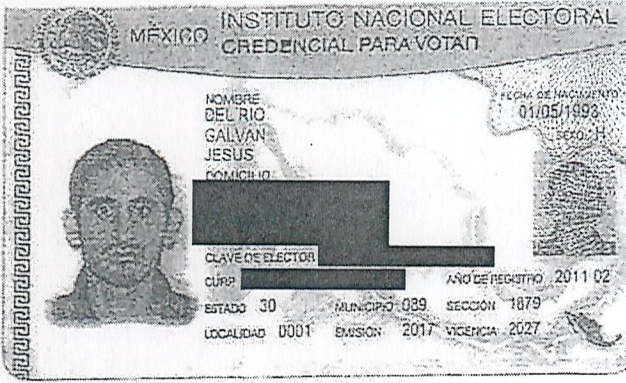 MÉXICO
INSTITUTO NACIONAL ELECTORAL
CREDENCIAL PARA VOTAR
NOMBRE
DEL RIO
GALVAN
JESUS
DOMICILIO
FECHA DE NACIMIENTO
01/05/1993
SEXO H
CLAVE DE ELECTOR
CURP
AÑO DE REGISTRO 2011 02
ESTADO 30 MUNICIPIO 089 SECCIÓN 1879
LOCALIDAD 0001 EMISIÓN 2017 VIGENCIA 2027